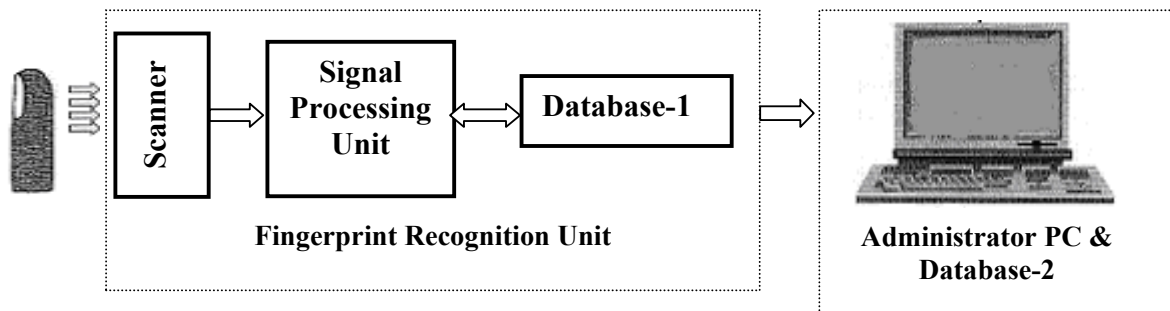 Scanner
Signal
Processing
Unit
Database-1
Fingerprint Recognition Unit
Administrator PC &
Database-2